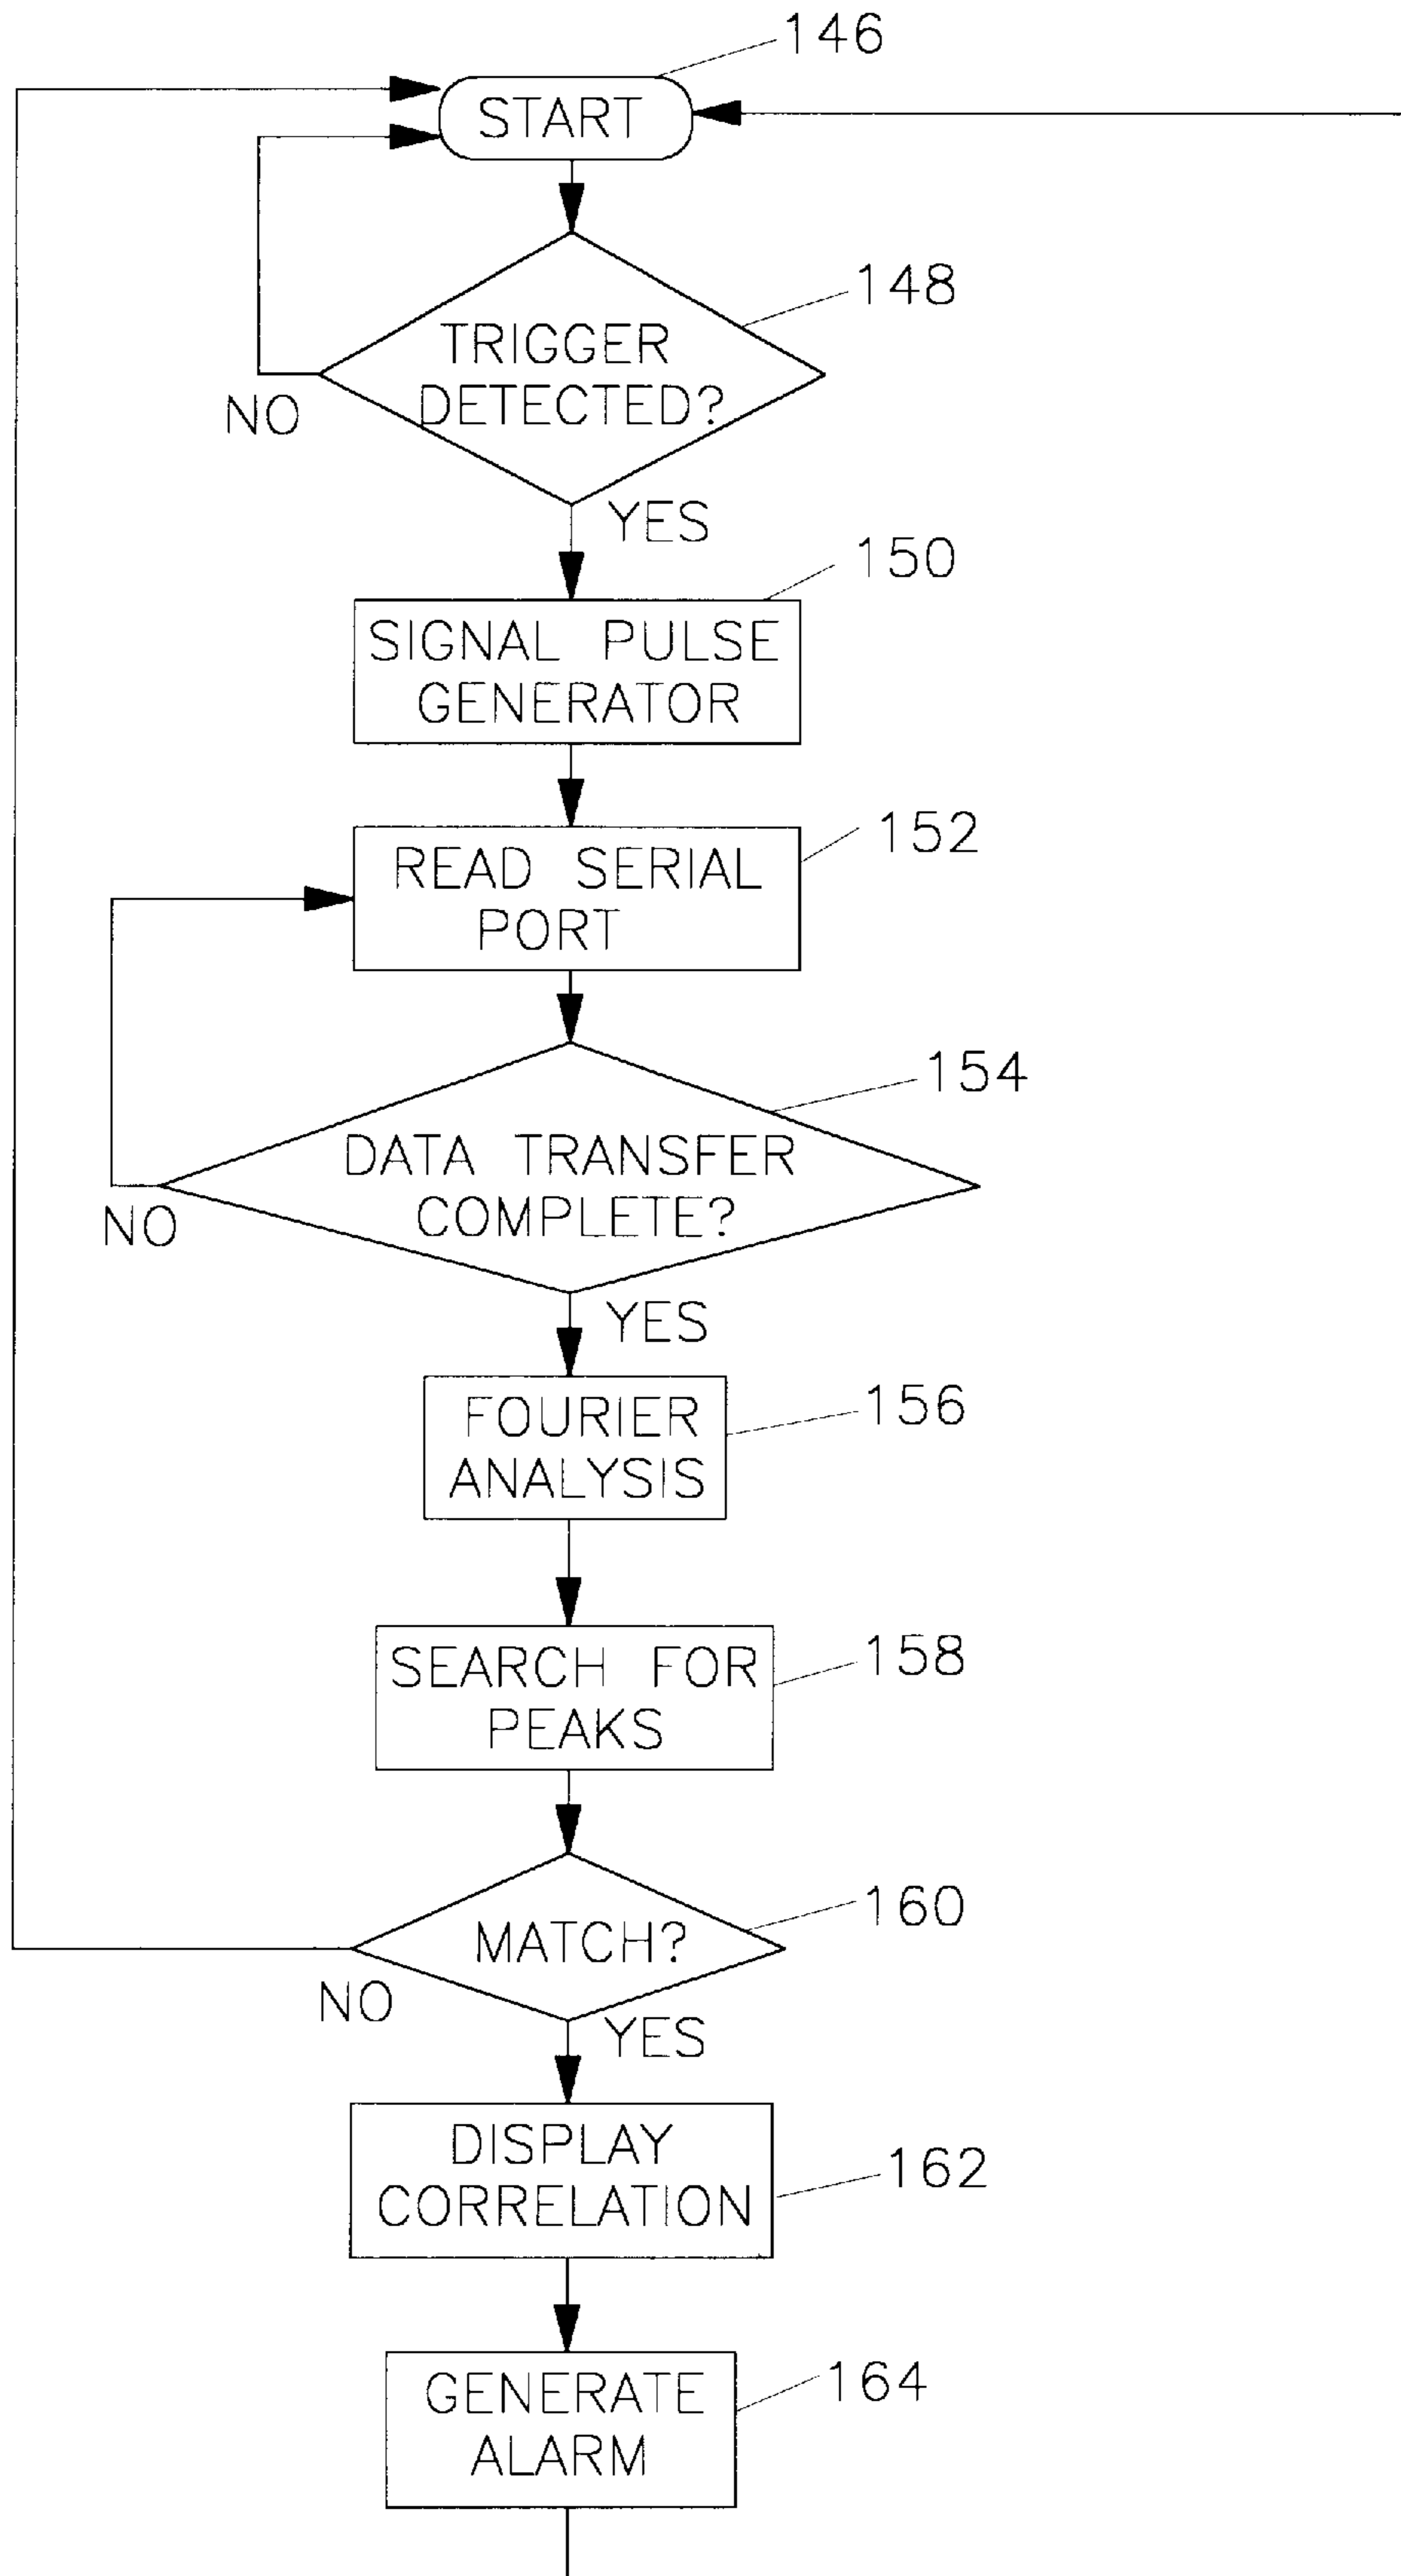 146
START
148
TRIGGER
DETECTED?
NO
YES
150
SIGNAL PULSE
GENERATOR
152
READ SERIAL
PORT
154
DATA TRANSFER
COMPLETE?
NO
YES
156
FOURIER
ANALYSIS
158
SEARCH FOR
PEAKS
160
MATCH?
NO
YES
162
DISPLAY
CORRELATION
164
GENERATE
ALARM